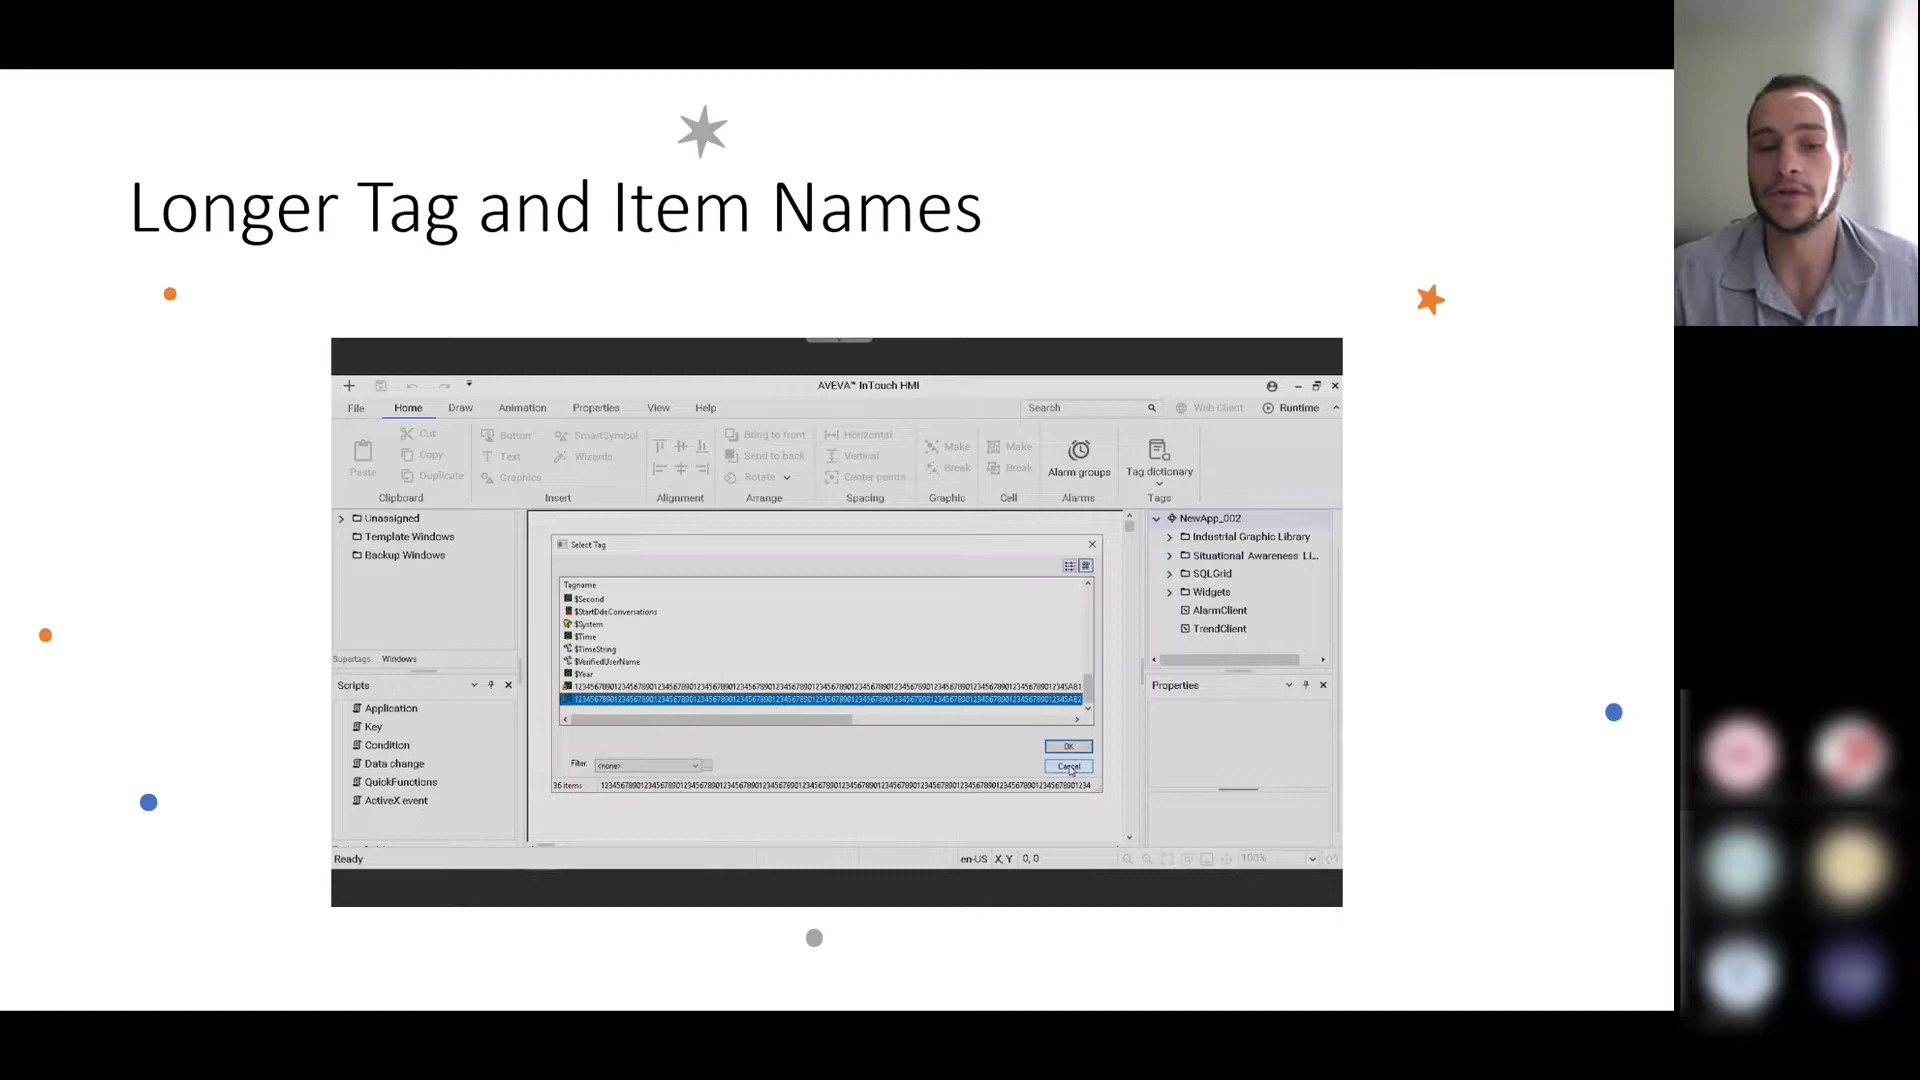 Longer Tag and Item Names
AVEVA™ InTouch HMI
File Home Draw Animation Properties View Help Search Web Client Runtime
Paste
Cut
Copy
Duplicate
Clipboard
Button SmartSymbol
Text Wizards
Graphics
Insert
Alignment
Bring to front
Send to back
Rotate
Arrange
Horizontal
Vertical
Center points
Spacing
Make
Break
Graphic
Make
Break
Cell
Alarm groups
Alarms
Tag dictionary
Tags
Unassigned
Template Windows
Backup Windows
Supertags Windows
Scripts
Application
Key
Condition
Data change
QuickFunctions
ActiveX event
Select Tag
Tagname
$Second
$StartDdeConversations
$System
$Time
$TimeString
$VerifiedUserName
$Year
OK
Filter: <none> ...
Cancel
36 items
NewApp_002
Industrial Graphic Library
Situational Awareness Li...
SQLGrid
Widgets
AlarmClient
TrendClient
Properties
Ready en-US X, Y 0, 0 100%